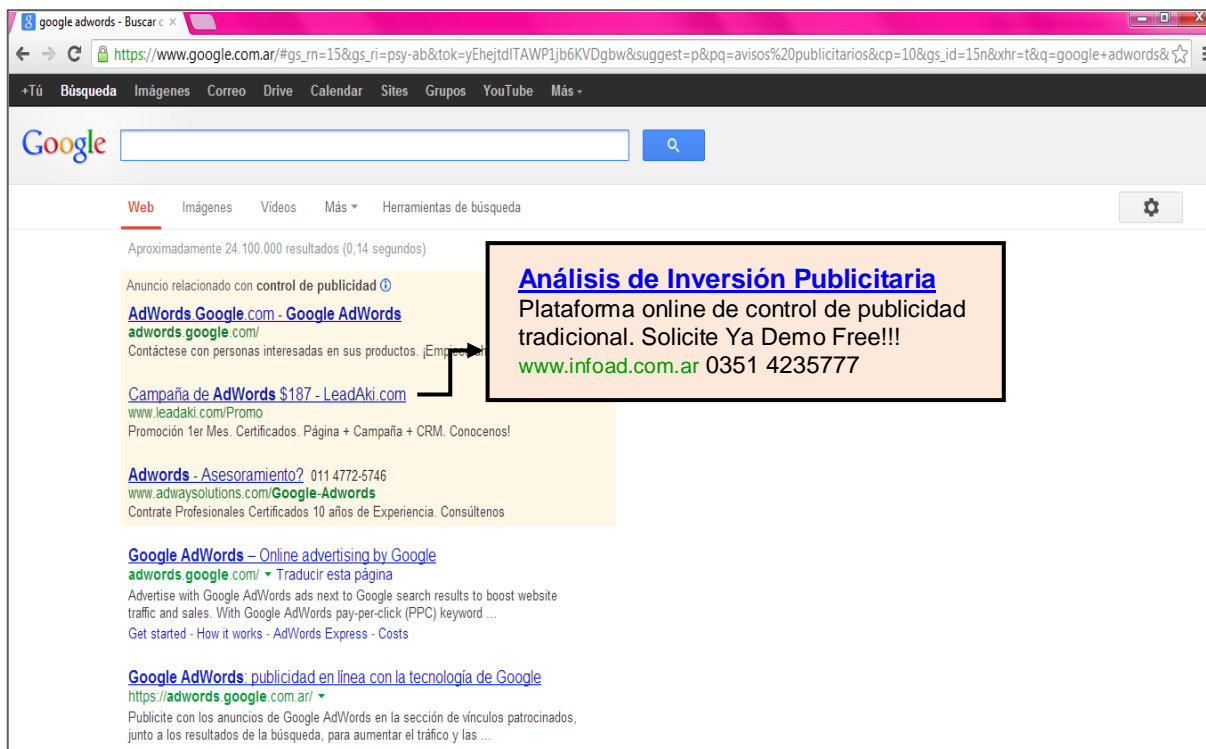 google adwords - Buscar c
https://www.google.com.ar/#gs_rn=15&gs_ri=psy-ab&tok=yEhejtdITAWP1jb6KVDgbw&suggest=p&pq=avisos%20publicitarios&cp=10&gs_id=15n&xhr=t&q=google+adwords&
+Tú Búsqueda Imágenes Correo Drive Calendar Sites Grupos YouTube Más
Google
Web Imágenes Vídeos Más Herramientas de búsqueda
Aproximadamente 24.100.000 resultados (0,14 segundos)
Anuncio relacionado con control de publicidad
AdWords.Google.com - Google AdWords
adwords.google.com/
Contáctese con personas interesadas en sus productos.
Análisis de Inversión Publicitaria
Plataforma online de control de publicidad
tradicional. Solicite Ya Demo Free!!!
www.infoad.com.ar 0351 4235777
Campaña de AdWords $187 - LeadAki.com
www.leadaki.com/Promo
Promoción 1er Mes. Certificados. Página + Campaña + CRM. Conocenos!
Adwords - Asesoramiento? 011 4772-5746
www.adwaysolutions.com/Google-Adwords
Contrate Profesionales Certificados 10 años de Experiencia. Consúltenos
Google AdWords – Online advertising by Google
adwords.google.com/ Traducir esta página
Advertise with Google AdWords ads next to Google search results to boost website
traffic and sales. With Google AdWords pay-per-click (PPC) keyword ...
Get started - How it works - AdWords Express - Costs
Google AdWords: publicidad en línea con la tecnología de Google
https://adwords.google.com.ar/
Publicite con los anuncios de Google AdWords en la sección de vínculos patrocinados,
junto a los resultados de la búsqueda, para aumentar el tráfico y las ...